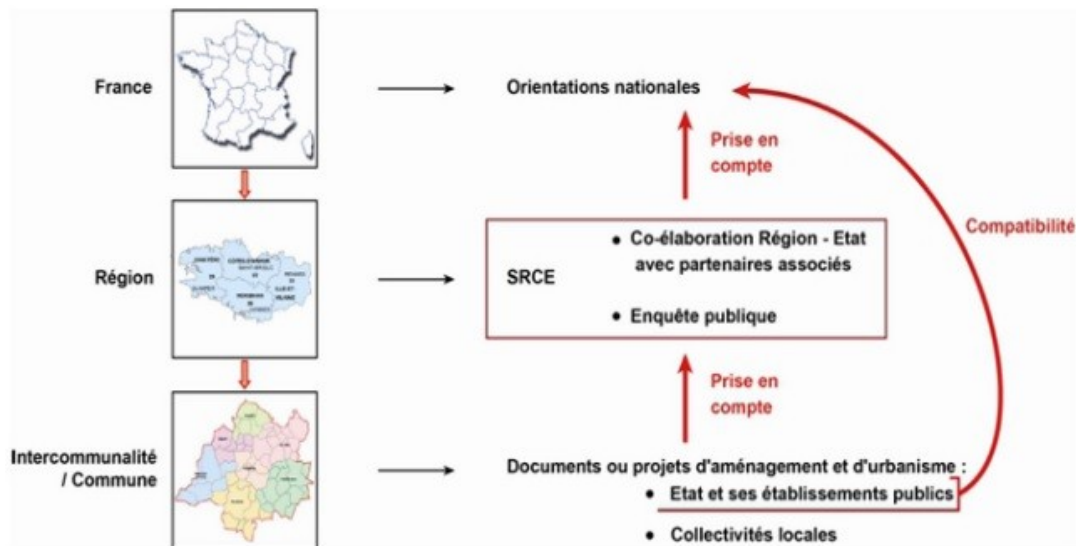 France
Orientations nationales
Prise en
compte
Compatibilité
Région
SRCE
• Co-élaboration Région - Etat
avec partenaires associés
• Enquête publique
Prise en
compte
Intercommunalité
/ Commune
Documents ou projets d'aménagement et d'urbanisme :
• Etat et ses établissements publics
• Collectivités locales